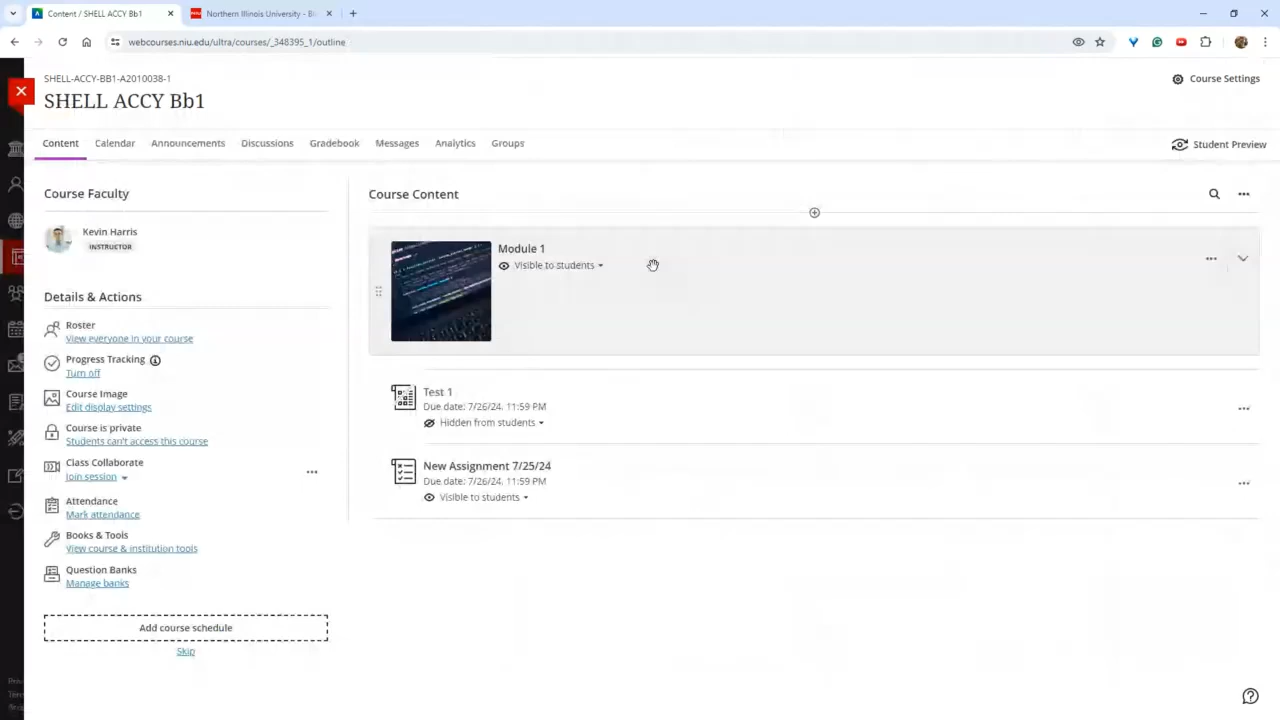 Content / SHELL ACCY Bb1
Northern Illinois University - Bl
webcourses.niu.edu/ultra/courses/_348395_1/outline
SHELL-ACCY-BB1-A2010038-1
SHELL ACCY Bb1
Course Settings
Content
Calendar
Announcements
Discussions
Gradebook
Messages
Analytics
Groups
Student Preview
Course Faculty
Kevin Harris
INSTRUCTOR
Details & Actions
Roster
View everyone in your course
Progress Tracking
Turn off
Course Image
Edit display settings
Course is private
Students can't access this course
Class Collaborate
Join session
Attendance
Mark attendance
Books & Tools
View course & institution tools
Question Banks
Manage banks
Add course schedule
Skip
Course Content
Module 1
Visible to students
Test 1
Due date: 7/26/24, 11:59 PM
Hidden from students
New Assignment 7/25/24
Due date: 7/26/24, 11:59 PM
Visible to students